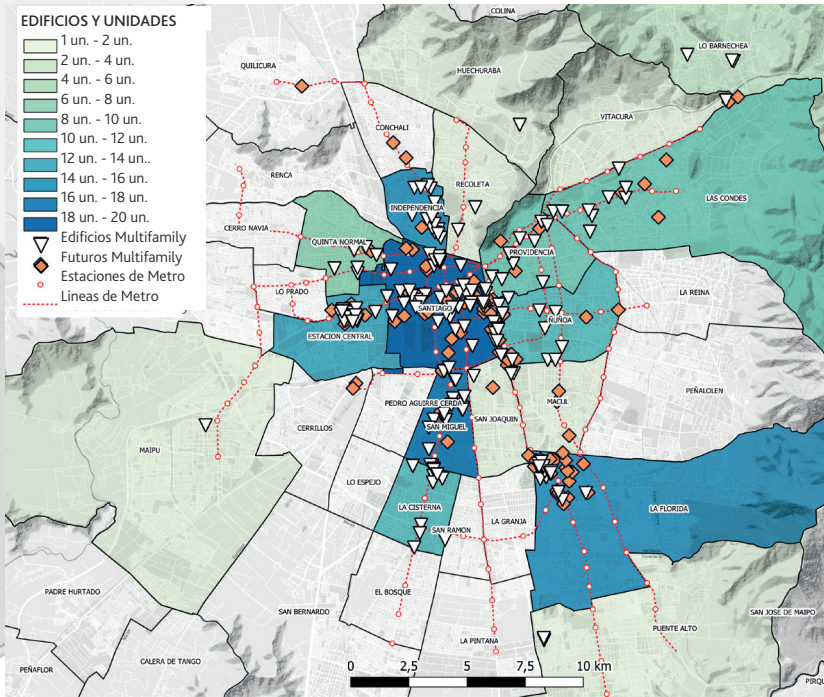 EDIFICIOS Y UNIDADES
1 un. - 2 un.
2 un. - 4 un.
4 un. - 6 un.
6 un. - 8 un.
8 un. - 10 un.
10 un. - 12 un.
12 un. - 14 un..
14 un. - 16 un.
16 un. - 18 un.
18 un. - 20 un.
Edificios Multifamily
Futuros Multifamily
Estaciones de Metro
Lineas de Metro
COLINA
LO BARNECHEA
QUILICURA
HUECHURABA
VITACURA
CONCHALI
RENCA
RECOLETA
LAS CONDES
INDEPENDENCIA
CERRO NAVIA
QUINTA NORMAL
PROVIDENCIA
LO PRADO
LA REINA
SANTIAGO
ÑUÑOA
ESTACION CENTRAL
PEÑALOLEN
PEDRO AGUIRRE CERDA
MACUL
SAN JOAQUIN
CERRILLOS
SAN MIGUEL
MAIPU
LO ESPEJO
LA CISTERNA
LA FLORIDA
LA GRANJA
SAN RAMON
PADRE HURTADO
EL BOSQUE
SAN BERNARDO
SAN JOSE DE MAIPO
PUENTE ALTO
LA PINTANA
CALERA DE TANGO
PEÑAFLOR
PIRQ
0 2,5 5 7,5 10 km